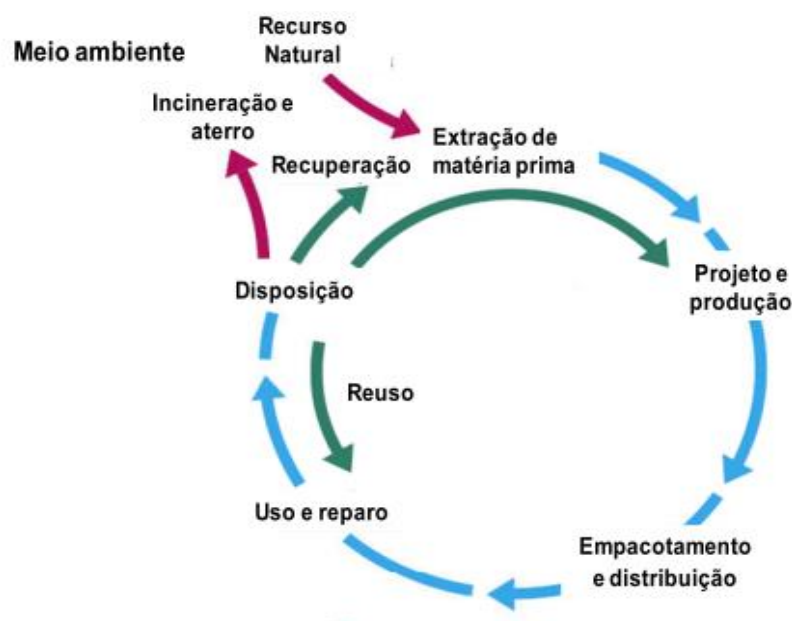 Meio ambiente
Recurso
Natural
Incineração e
aterro
Recuperação
Extração de
matéria prima
Disposição
Projeto e
produção
Reuso
Uso e reparo
Empacotamento
e distribuição